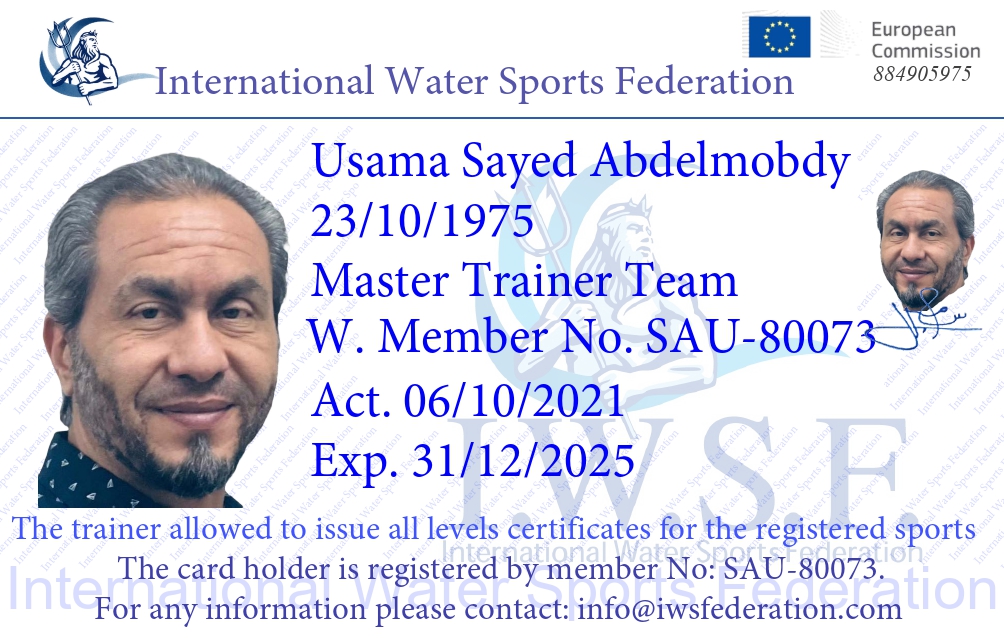 European
Commission
International Water Sports Federation
884905975
Usama Sayed Abdelmobdy
23/10/1975
Master Trainer Team
W. Member No. SAU-80073
Act. 06/10/2021
Exp. 31/12/2025
I.W.S.F.
The trainer allowed to issue all levels certificates for the registered sports
International Water Sports Federation
The card holder is registered by member No: SAU-80073.
International Water Sports Federation
For any information please contact: info@iwsfederation.com